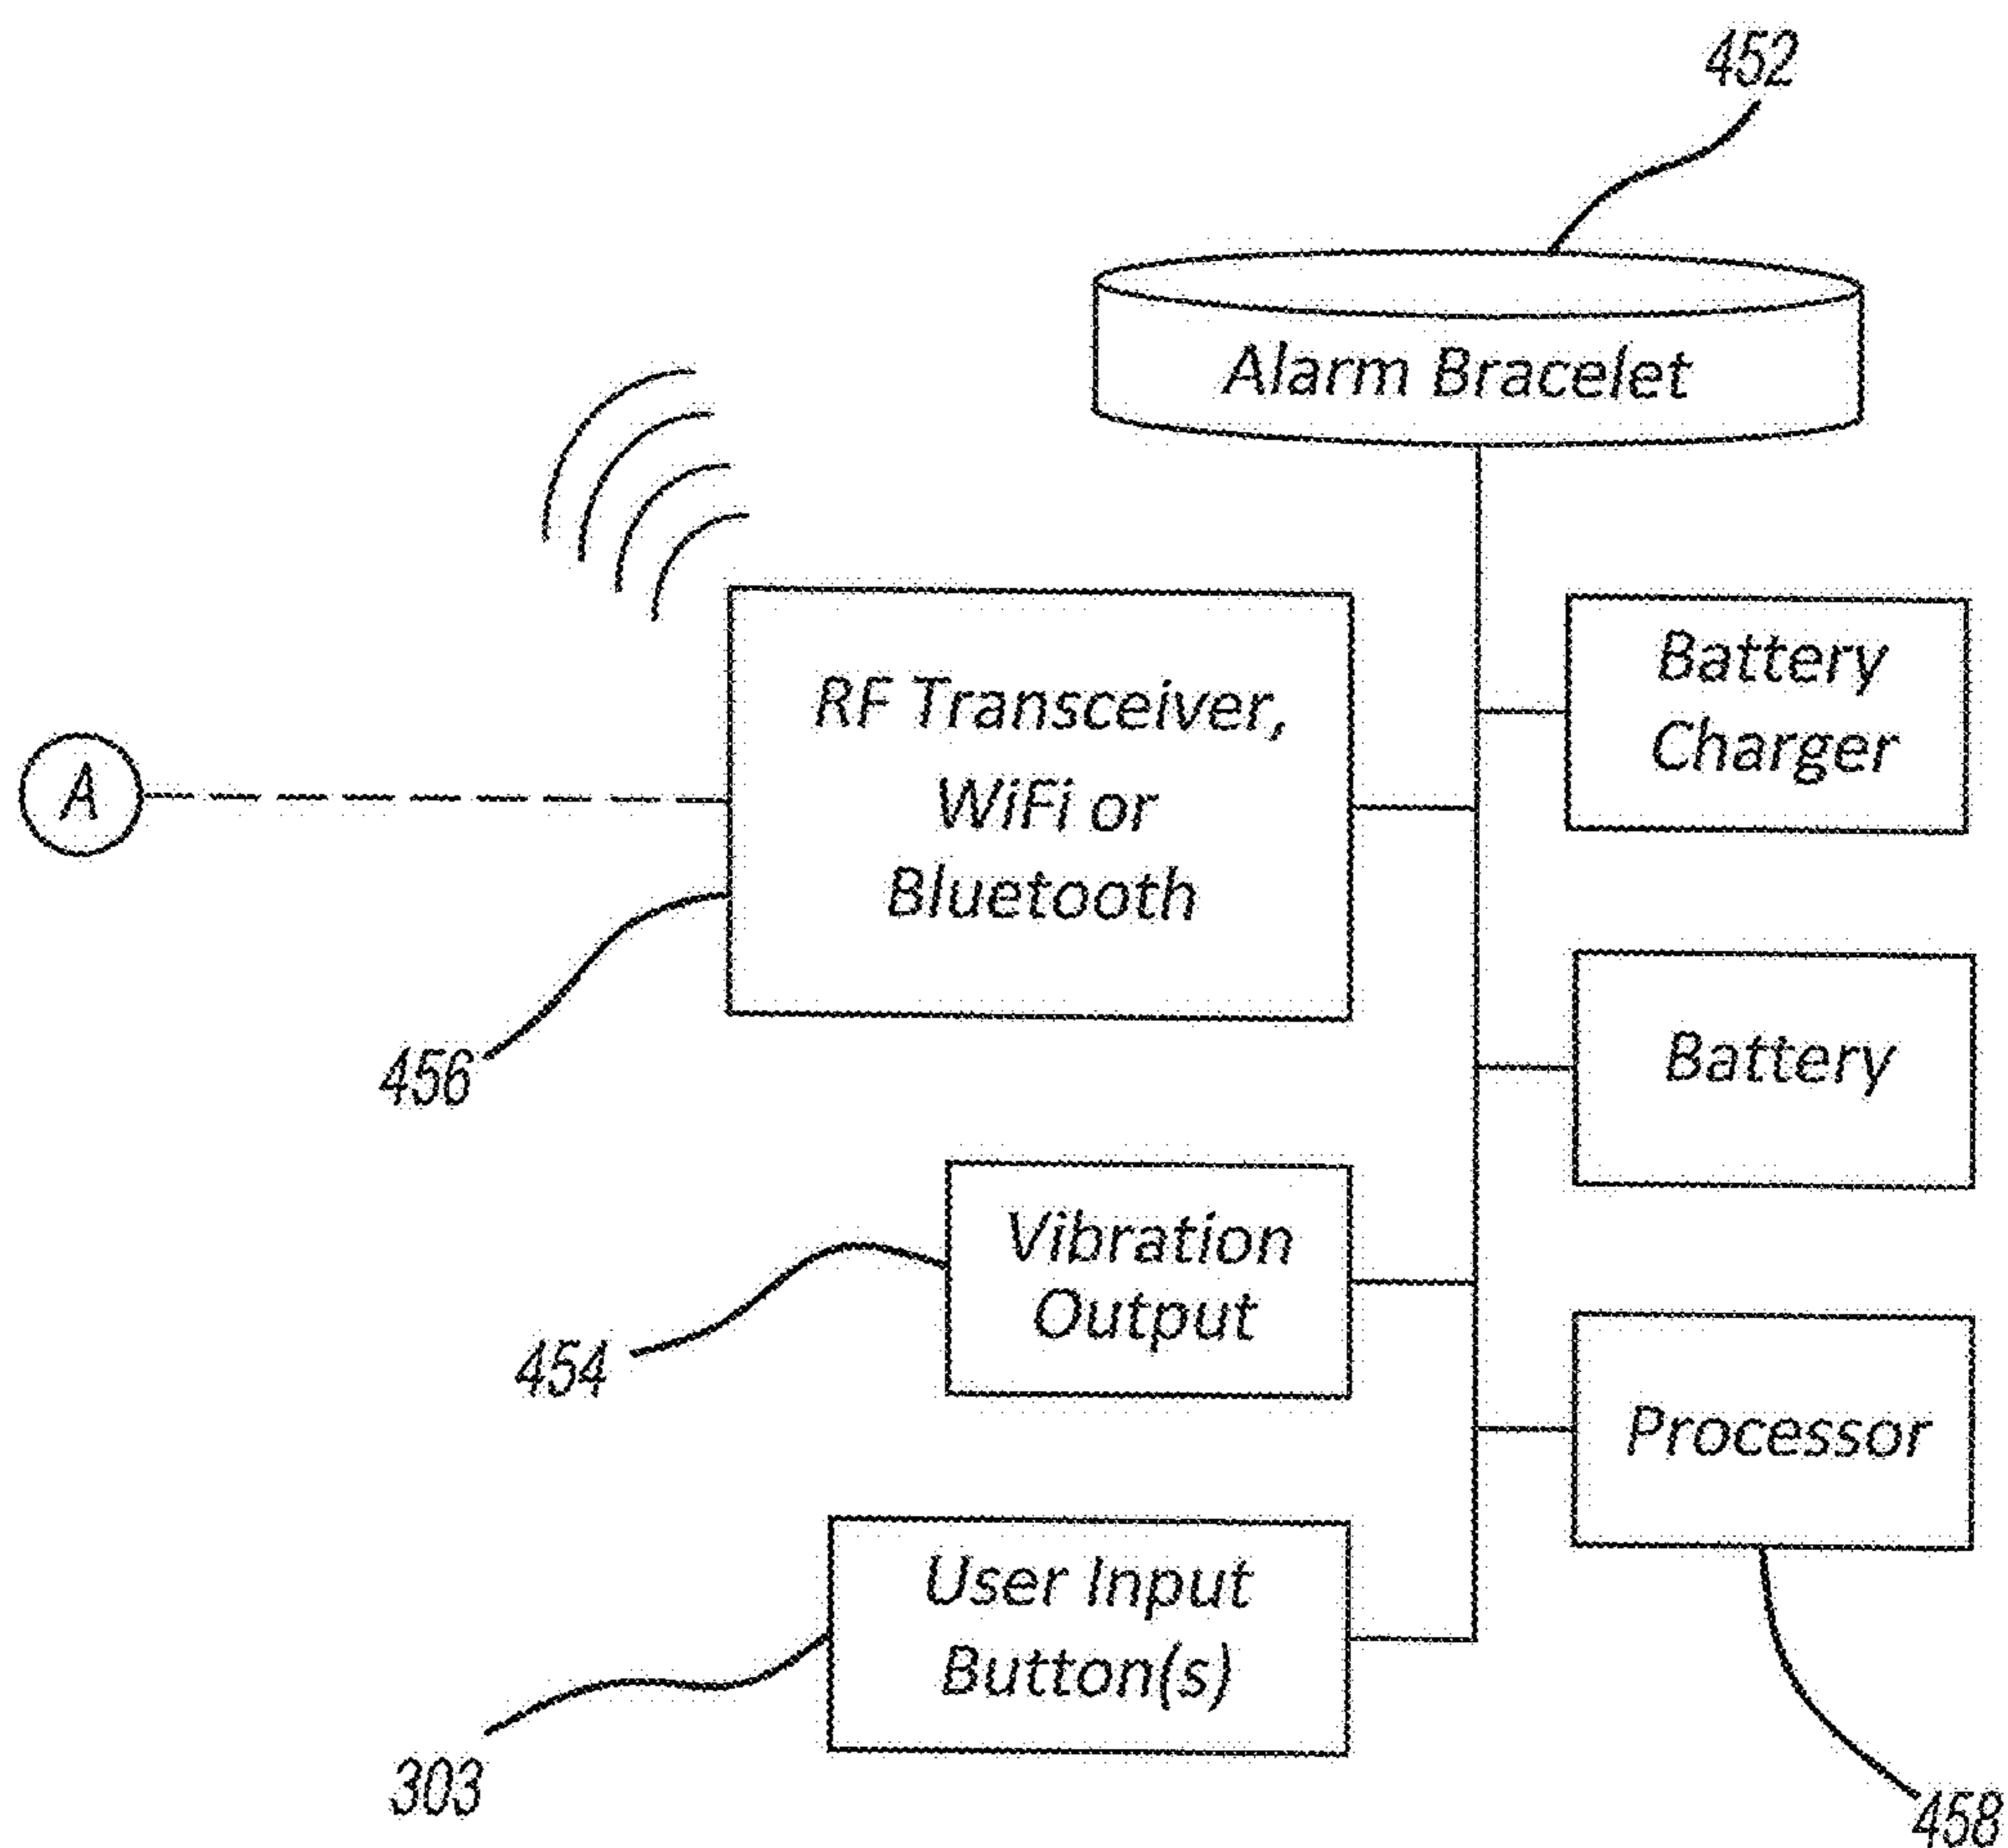 452
Alarm Bracelet
RF Transceiver,
WiFi or
Bluetooth
A
456
Battery
Charger
Battery
Vibration
Output
454
Processor
458
User Input
Button(s)
303